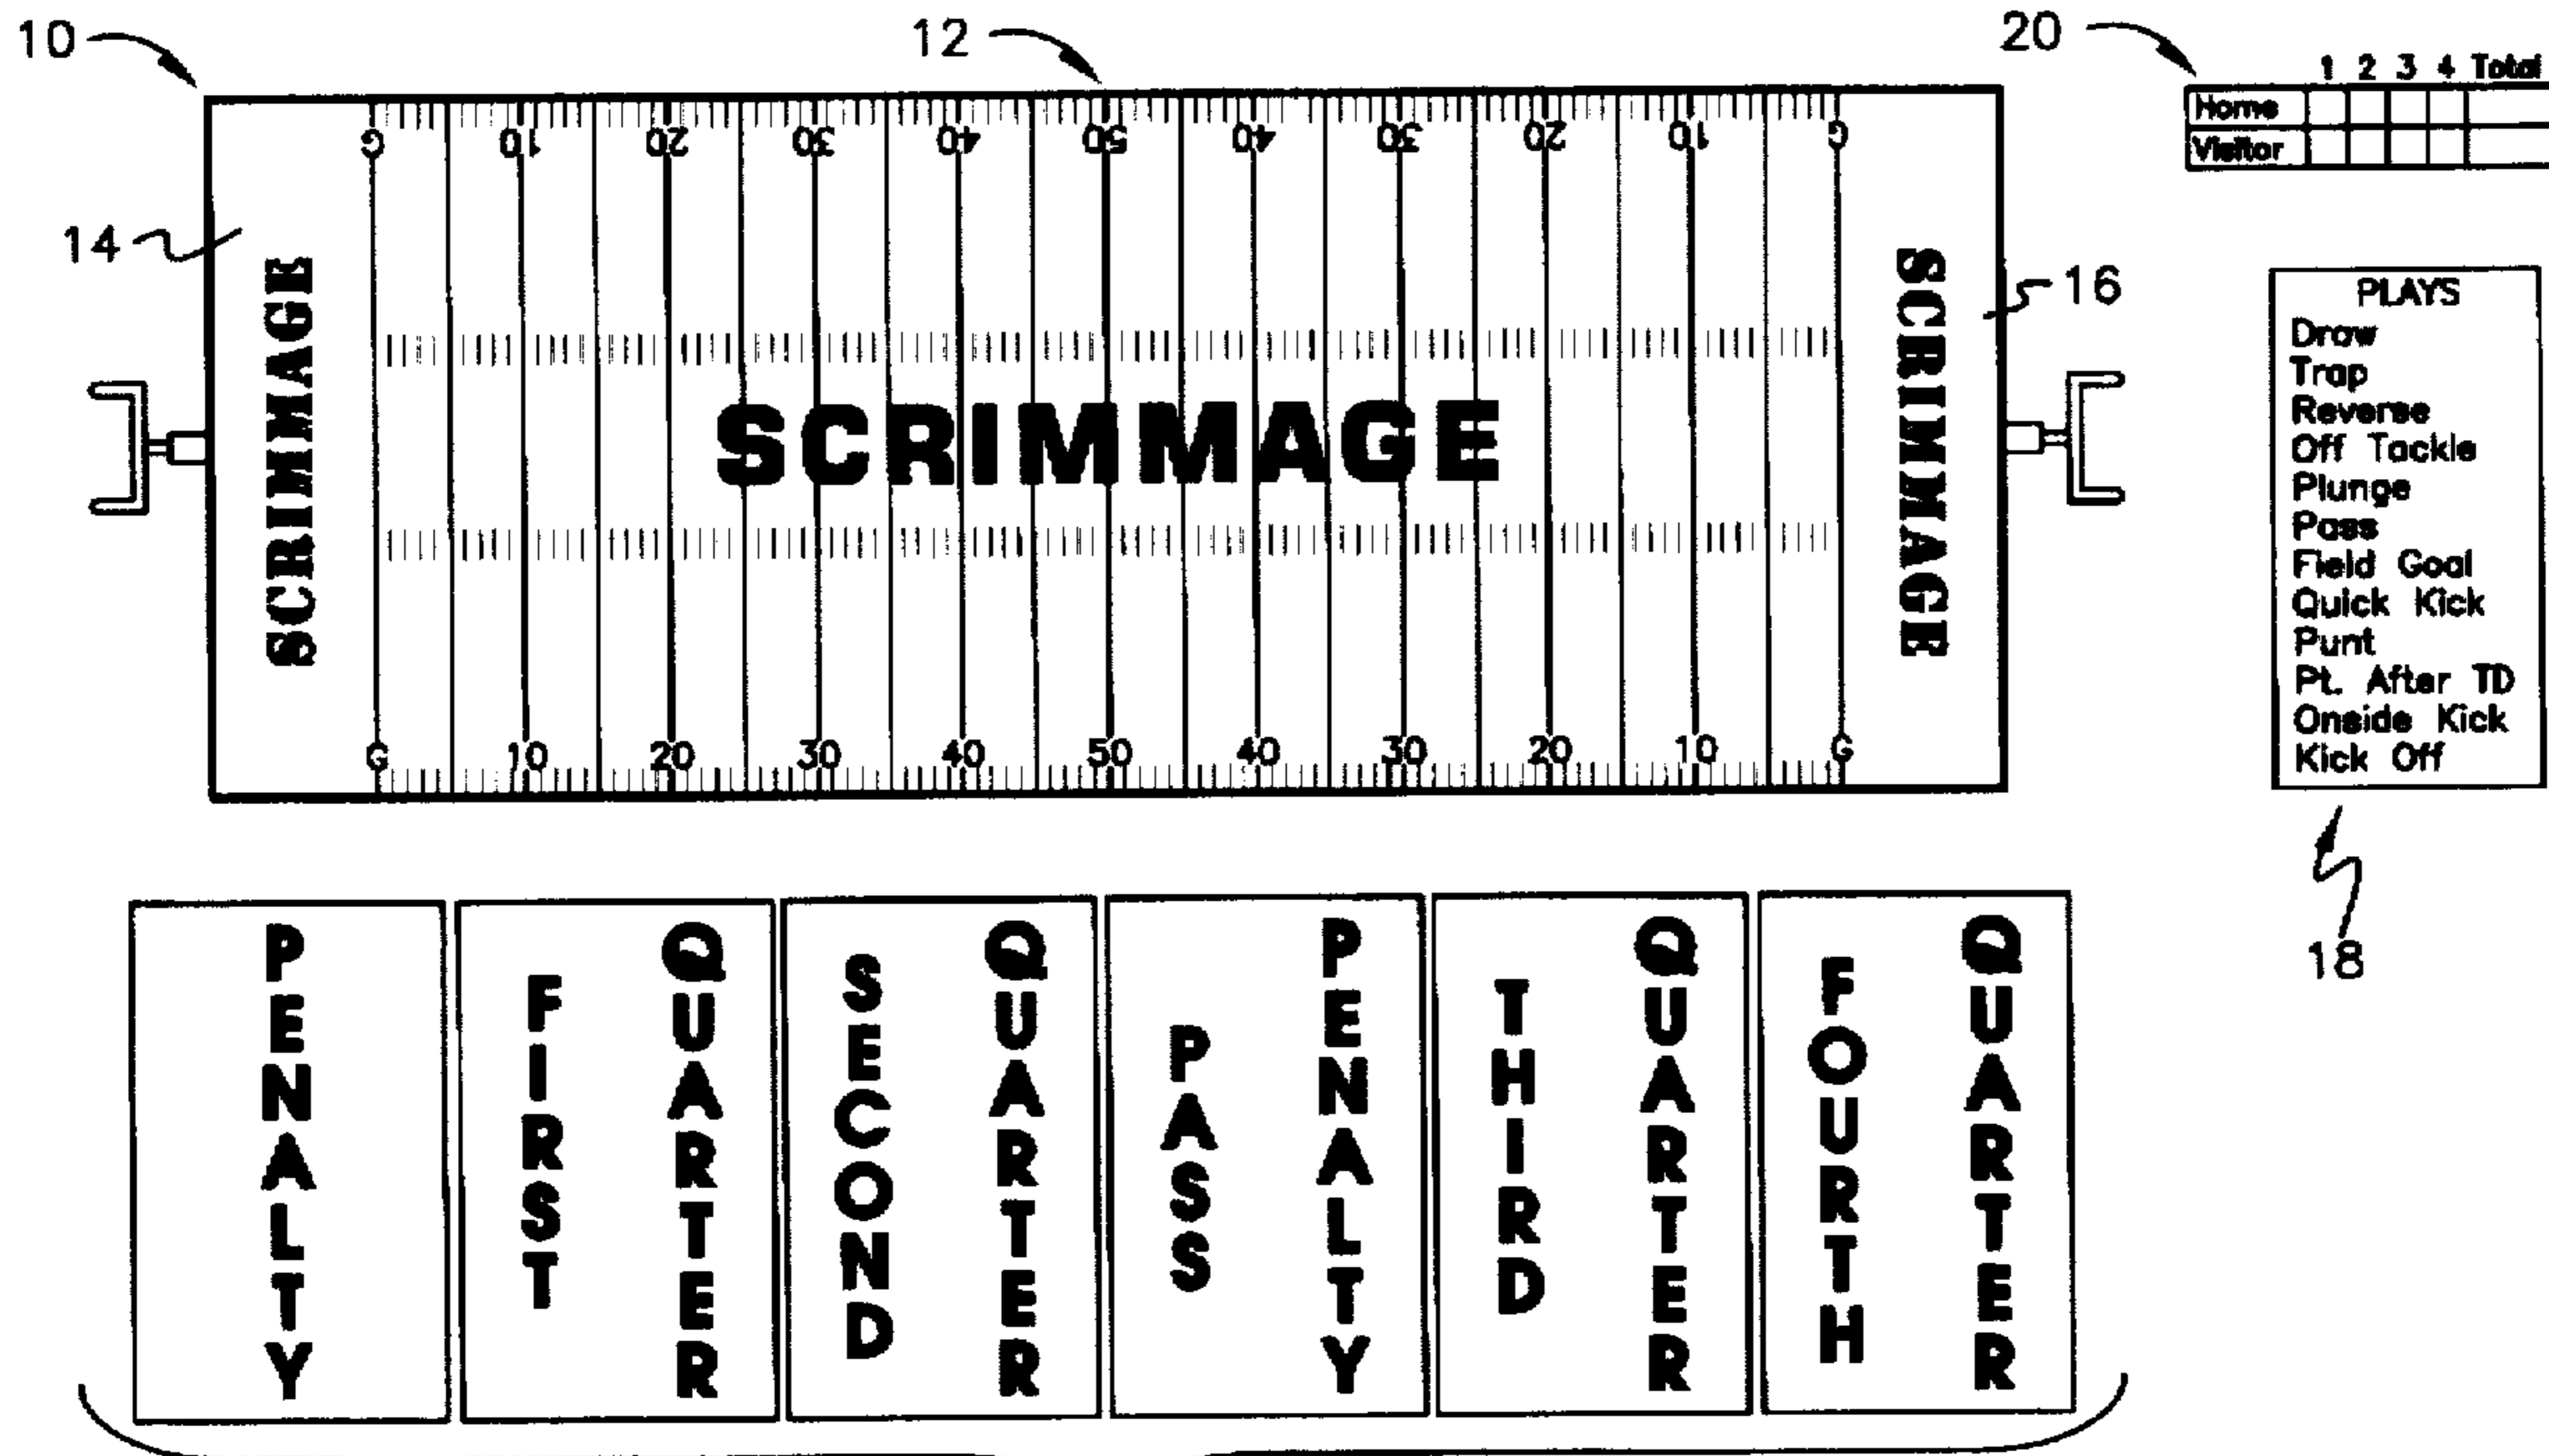 10
12
20
1 2 3 4 Total
Home
Visitor
G 10 20 30 40 50 40 30 20 10 G
14
16
SCRIMMAGE
SCRIMMAGE
SCRIMMAGE
G 10 20 30 40 50 40 30 20 10 G
PLAYS
Draw
Trap
Reverse
Off Tackle
Plunge
Pass
Field Goal
Quick Kick
Punt
Pt. After TD
Onside Kick
Kick Off
18
PENALTY
FIRST QUARTER
SECOND QUARTER
PASS PENALTY
THIRD QUARTER
FOURTH QUARTER